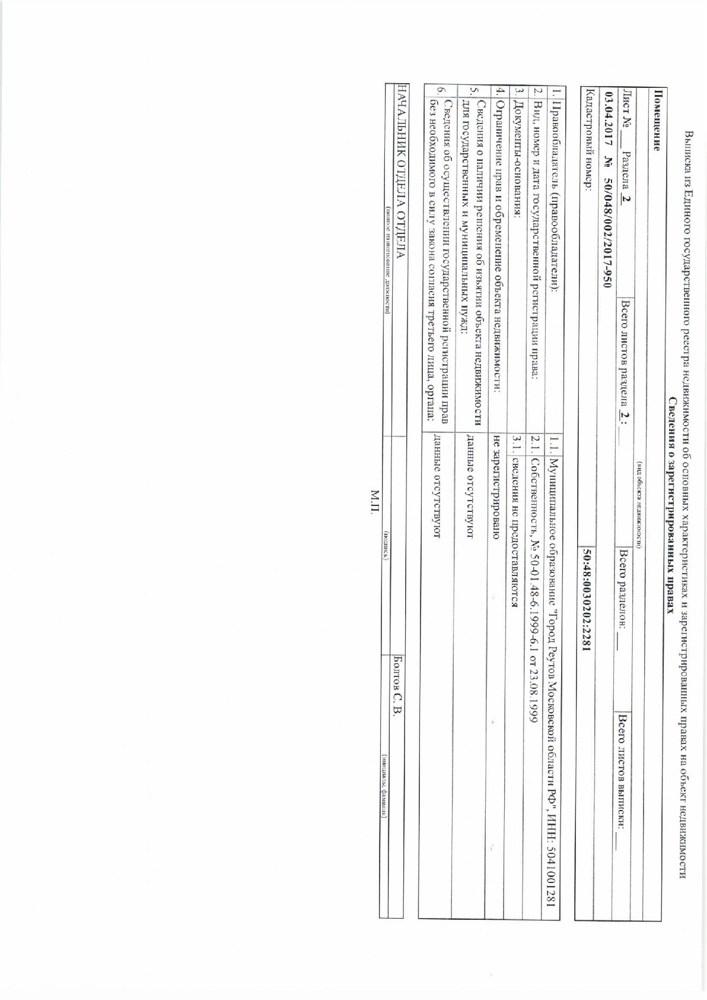 Выписка из Единого государственного реестра недвижимости об основных характеристиках и зарегистрированных правах на объект недвижимости
Сведения о зарегистрированных правах
Помещение
(вид объекта недвижимости)
Лист № ___ Раздела 2 Всего листов раздела 2 : ___ Всего разделов: ___ Всего листов выписки: ___
03.04.2017 № 50/048/002/2017-950
Кадастровый номер: 50:48:0030202:2281
1. Правообладатель (правообладатели): 1.1. Муниципальное образование "Город Реутов Московской области РФ", ИНН: 5041001281
2. Вид, номер и дата государственной регистрации права: 2.1. Собственность, № 50-01.48-6.1999-6.1 от 23.08.1999
3. Документы-основания: 3.1. сведения не предоставляются
4. Ограничение прав и обременение объекта недвижимости: не зарегистрировано
5. Сведения о наличии решения об изъятии объекта недвижимости
для государственных и муниципальных нужд: данные отсутствуют
6. Сведения об осуществлении государственной регистрации прав
без необходимого в силу закона согласия третьего лица, органа: данные отсутствуют
НАЧАЛЬНИК ОТДЕЛА ОТДЕЛА Болтов С. В.
(полное наименование должности) (подпись) (инициалы, фамилия)
М.П.